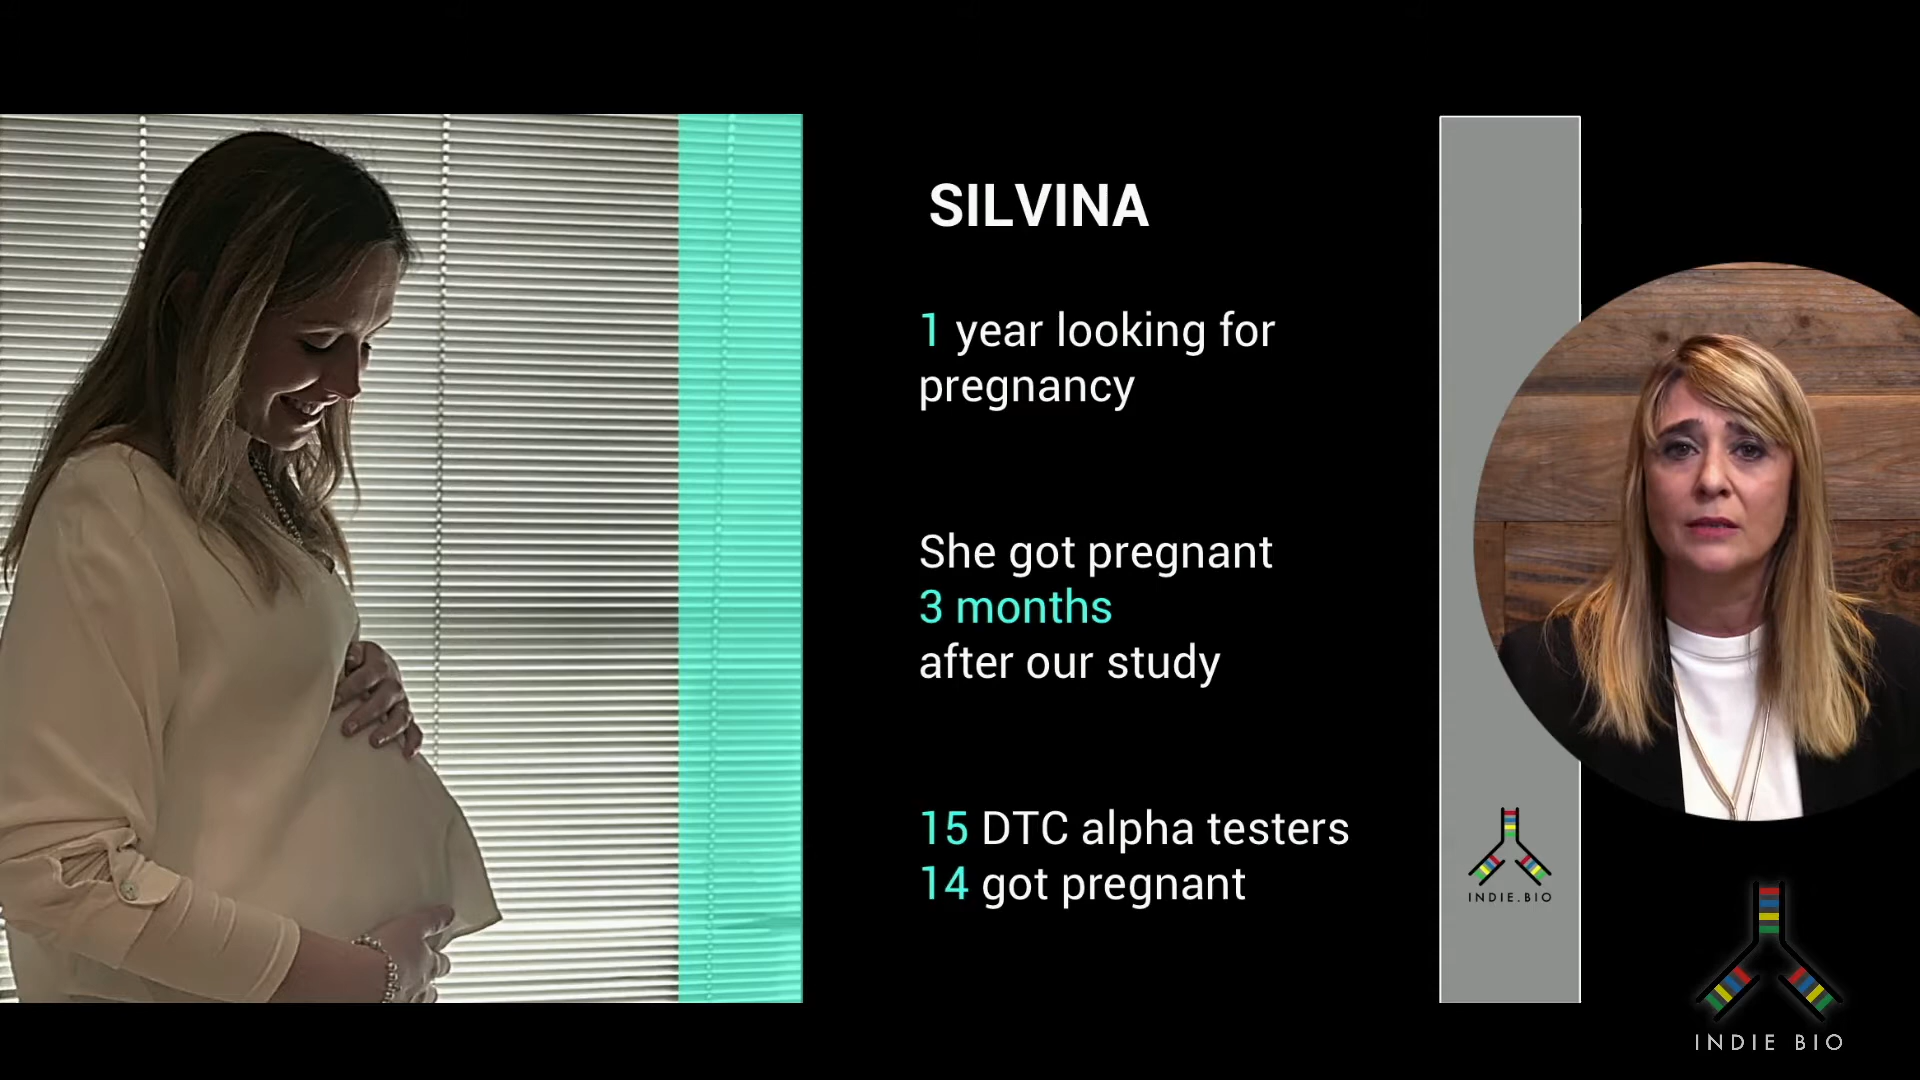 SILVINA
1 year looking for
pregnancy
She got pregnant
3 months
after our study
15 DTC alpha testers
14 got pregnant
INDIE.BIO
INDIE BIO